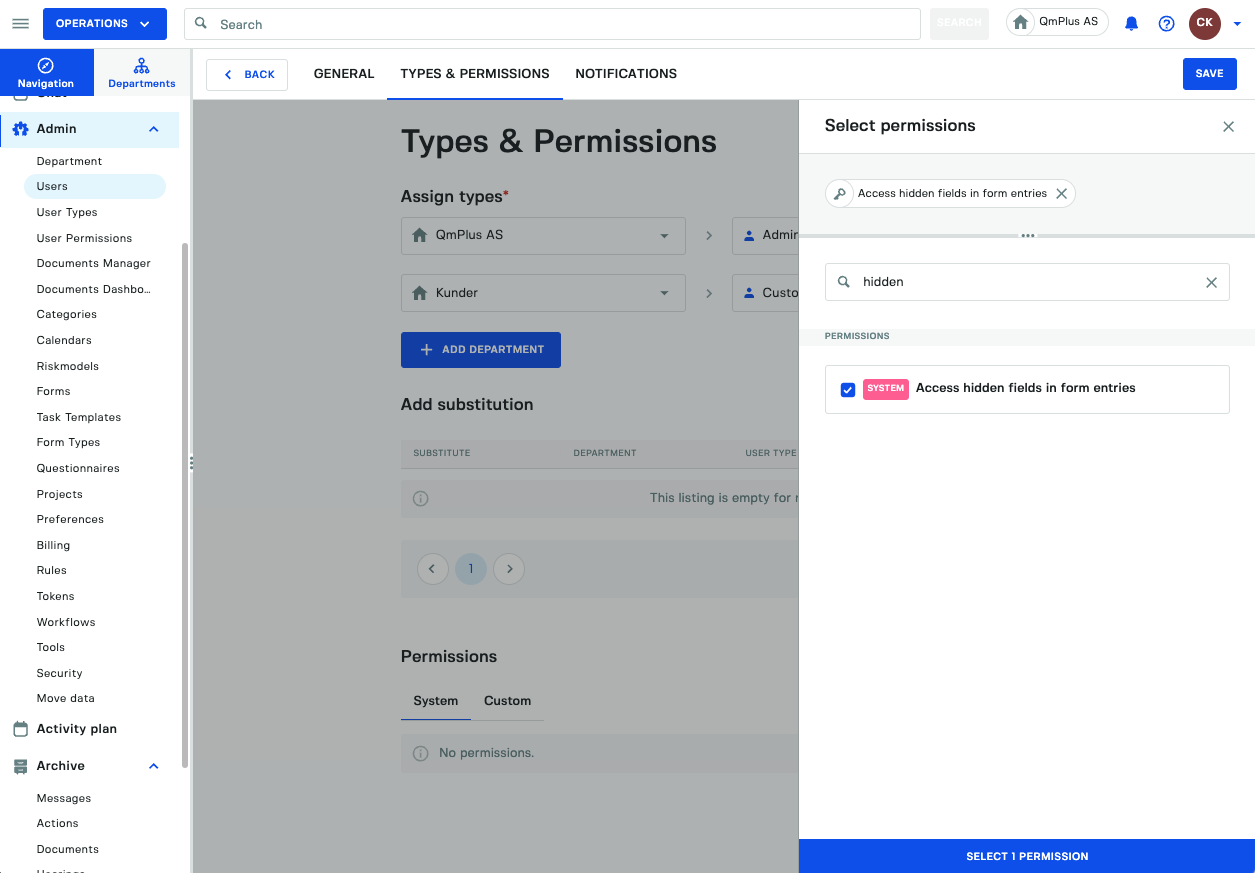 OPERATIONS
Search
SEARCH
QmPlus AS
CK
Navigation
Departments
BACK
GENERAL
TYPES & PERMISSIONS
NOTIFICATIONS
SAVE
Chat
Admin
Department
Users
User Types
User Permissions
Documents Manager
Documents Dashbo...
Categories
Calendars
Riskmodels
Forms
Task Templates
Form Types
Questionnaires
Projects
Preferences
Billing
Rules
Tokens
Workflows
Tools
Security
Move data
Activity plan
Archive
Messages
Actions
Documents
Hearings
Types & Permissions
Assign types*
QmPlus AS
Admin
Kunder
Custo
ADD DEPARTMENT
Add substitution
SUBSTITUTE
DEPARTMENT
USER TYPE
This listing is empty for
1
Permissions
System
Custom
No permissions.
Select permissions
Access hidden fields in form entries
hidden
PERMISSIONS
SYSTEM
Access hidden fields in form entries
SELECT 1 PERMISSION